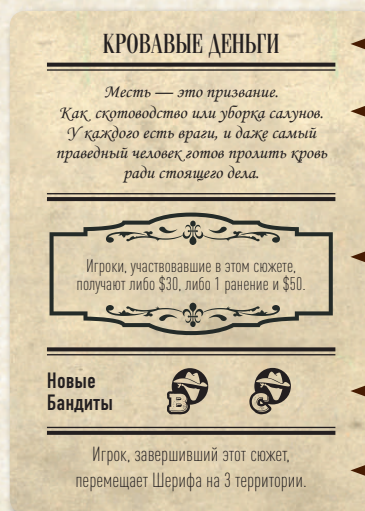 КРОВАВЫЕ ДЕНЬГИ
Месть — это призвание.
Как скотоводство или уборка салунов.
У каждого есть враги, и даже самый
праведный человек готов пролить кровь
ради стоящего дела.
Игроки, участвовавшие в этом сюжете,
получают либо $30, либо 1 ранение и $50.
Новые
Бандиты
B C
Игрок, завершивший этот сюжет,
перемещает Шерифа на 3 территории.